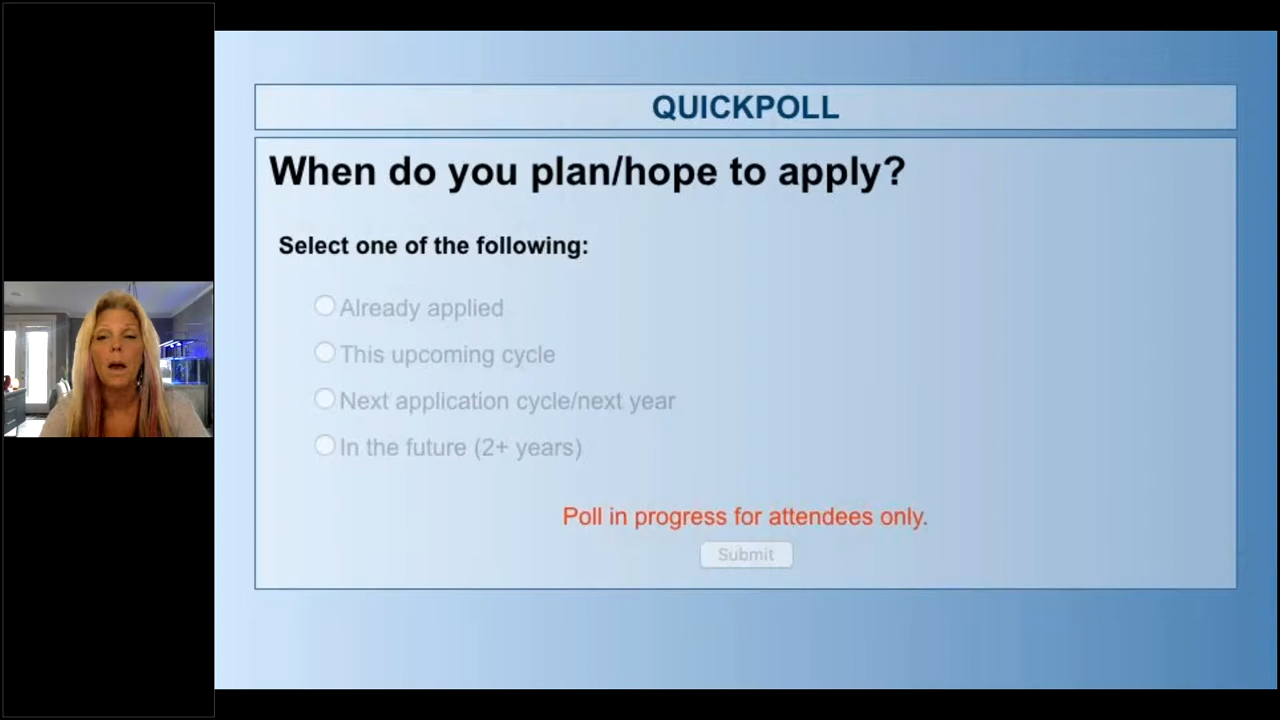 QUICKPOLL
When do you plan/hope to apply?
Select one of the following:
Already applied
This upcoming cycle
Next application cycle/next year
In the future (2+ years)
Poll in progress for attendees only.
Submit